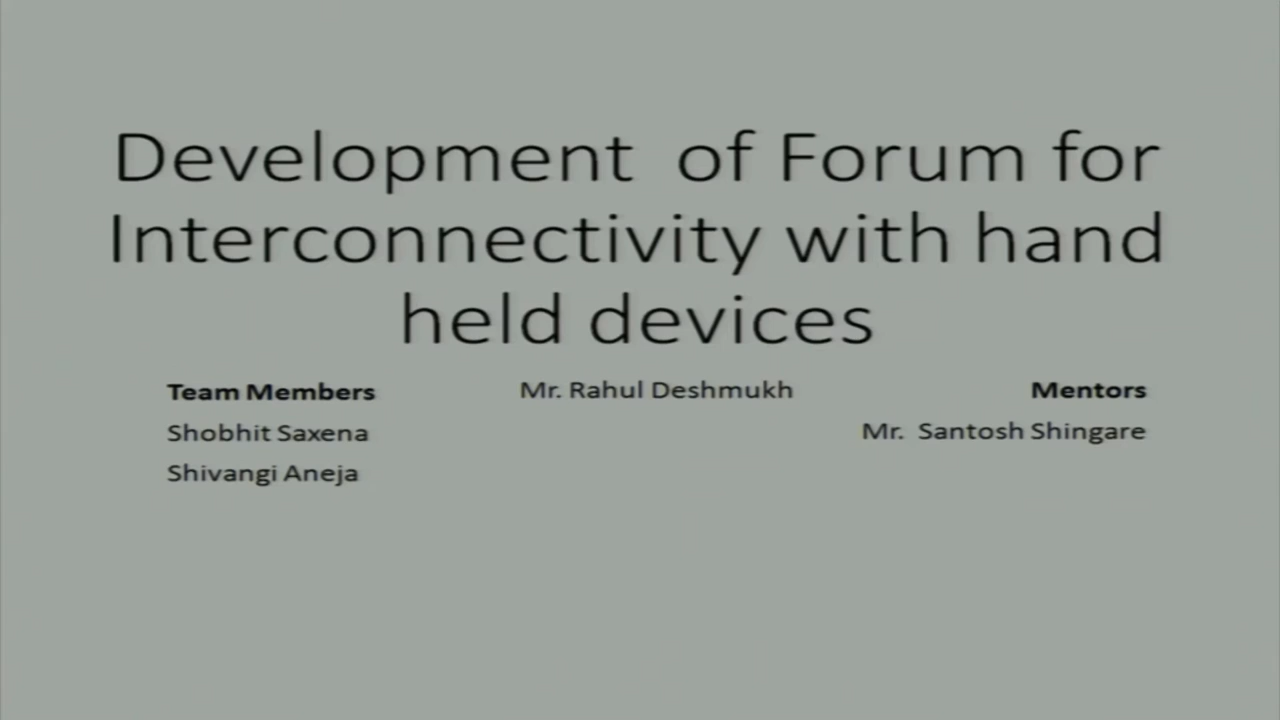 Development of Forum for
Interconnectivity with hand
held devices
Team Members
Mr. Rahul Deshmukh
Mentors
Shobhit Saxena
Mr. Santosh Shingare
Shivangi Aneja